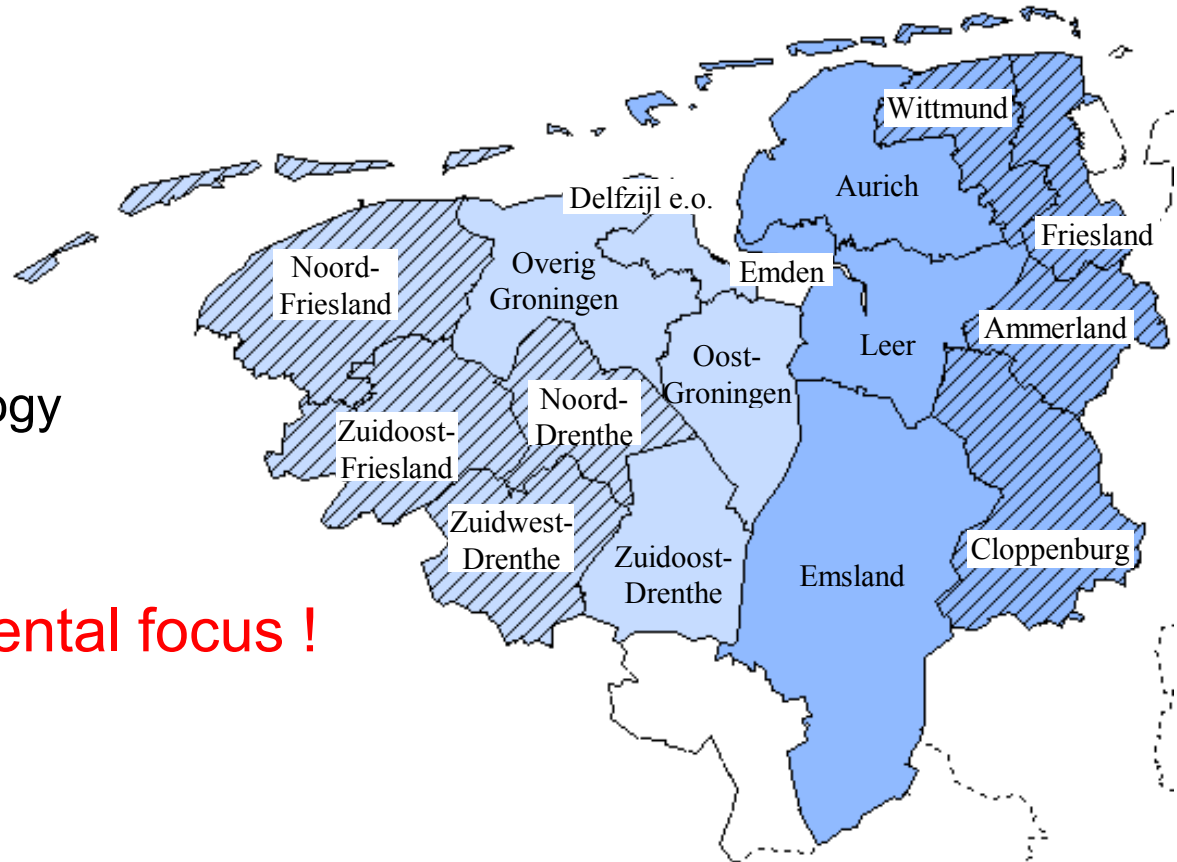 Wittmund
Aurich
Delfzijl e.o.
Friesland
Emden
Noord-
Friesland
Overig
Groningen
Ammerland
Leer
Oost-
Groningen
ogy
Noord-
Drenthe
Zuidoost-
Friesland
Zuidwest-
Drenthe
Cloppenburg
Zuidoost-
Drenthe
Emsland
ental focus !